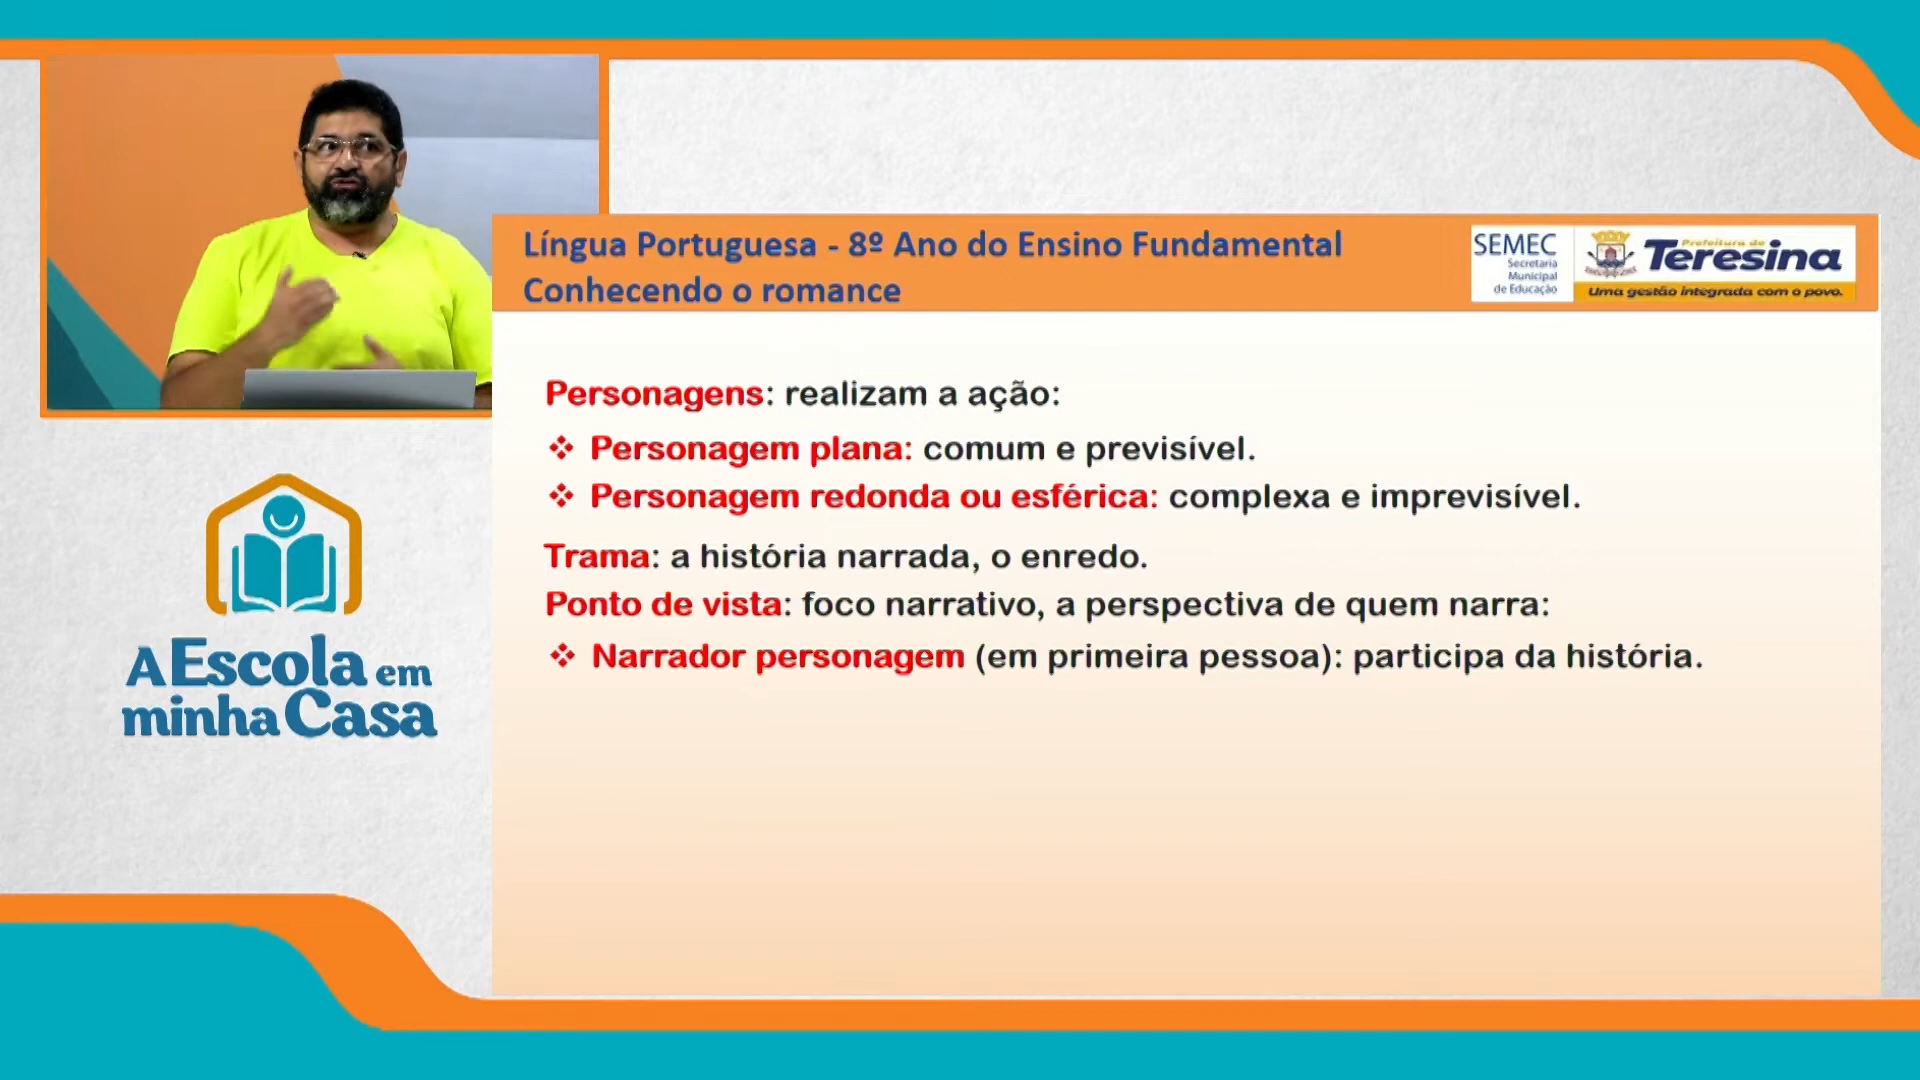 Língua Portuguesa - 8º Ano do Ensino Fundamental
Conhecendo o romance
SEMEC
Secretaria
Municipal
de Educação
Prefeitura de
Teresina
Uma gestão integrada com o povo.
Personagens: realizam a ação:
❖ Personagem plana: comum e previsível.
❖ Personagem redonda ou esférica: complexa e imprevisível.
Trama: a história narrada, o enredo.
Ponto de vista: foco narrativo, a perspectiva de quem narra:
❖ Narrador personagem (em primeira pessoa): participa da história.
A Escola em
minha Casa